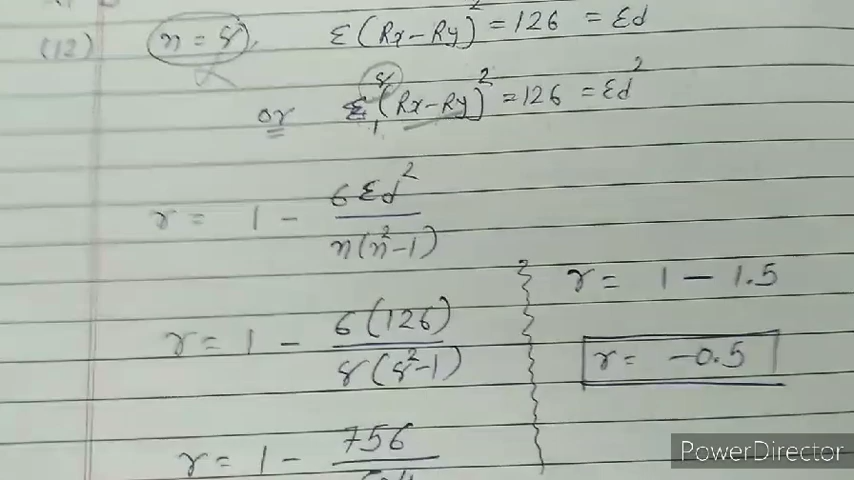 (12) n = 8, Σ(Rx-Ry)² = 126 = Σd
or Σ₁⁸(Rx-Ry)² = 126 = Σd²
r = 1 - 6Σd² / n(n²-1)
r = 1 - 6(126) / 8(8²-1)
r = 1 - 756 /
r = 1 - 1.5
r = -0.5
PowerDirector